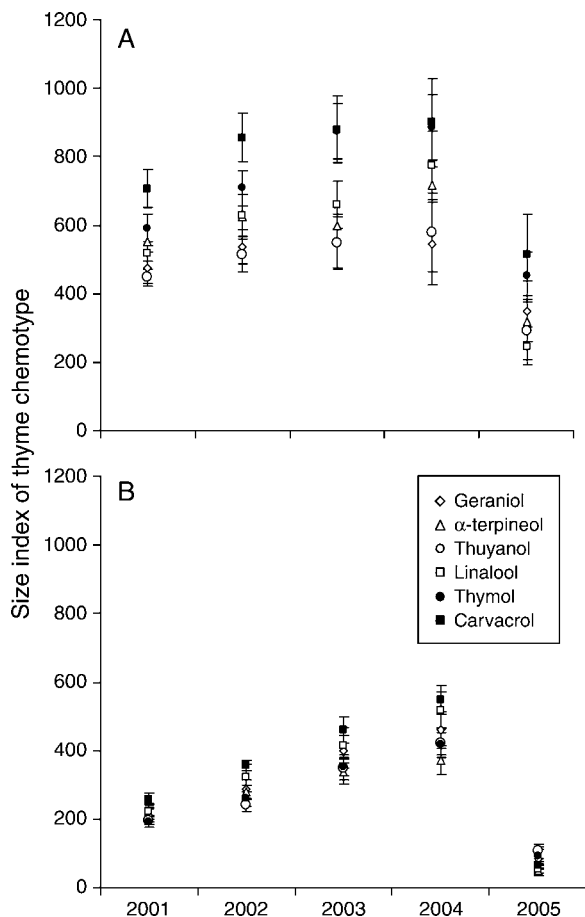 1200
A
1000
800
600
400
200
0
Size index of thyme chemotype
1200
B
1000
800
600
400
200
0
Geraniol
α-terpineol
Thuyanol
Linalool
Thymol
Carvacrol
2001 2002 2003 2004 2005